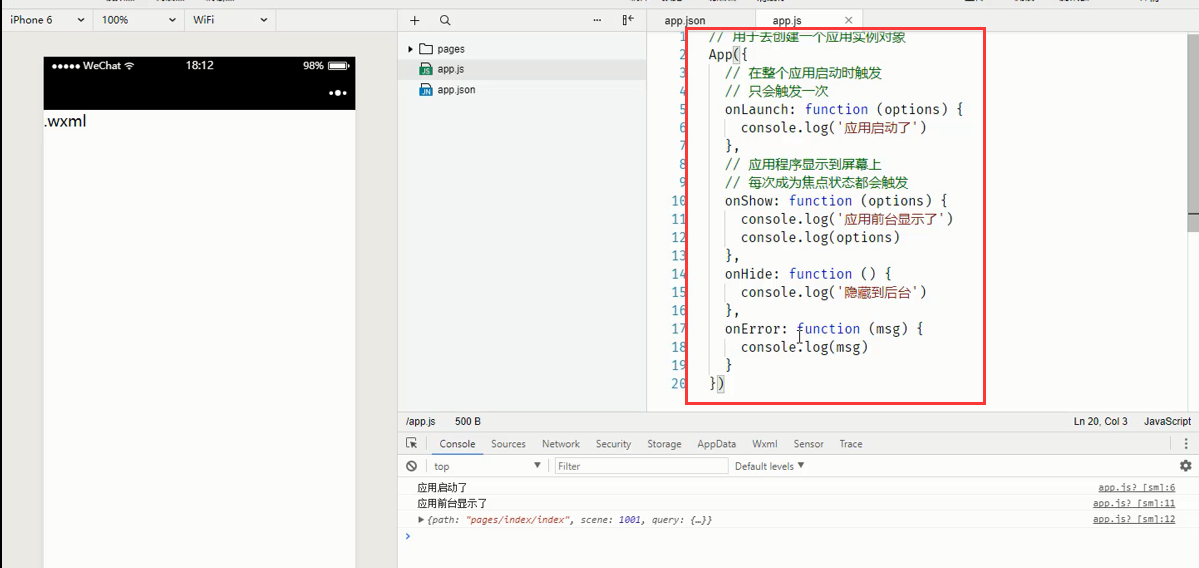 iPhone 6 100% WiFi
WeChat 18:12 98%
.wxml
pages
app.js
app.json
app.json app.js
1 // 用于去创建一个应用实例对象
2 App({
3 // 在整个应用启动时触发
4 // 只会触发一次
5 onLaunch: function (options) {
6 console.log('应用启动了')
7 },
8 // 应用程序显示到屏幕上
9 // 每次成为焦点状态都会触发
10 onShow: function (options) {
11 console.log('应用前台显示了')
12 console.log(options)
13 },
14 onHide: function () {
15 console.log('隐藏到后台')
16 },
17 onError: function (msg) {
18 console.log(msg)
19 }
20 })
/app.js 500 B Ln 20, Col 3 JavaScript
Console Sources Network Security Storage AppData Wxml Sensor Trace
top Filter Default levels
应用启动了 app.js? [sm]:6
应用前台显示了 app.js? [sm]:11
{path: "pages/index/index", scene: 1001, query: {…}} app.js? [sm]:12